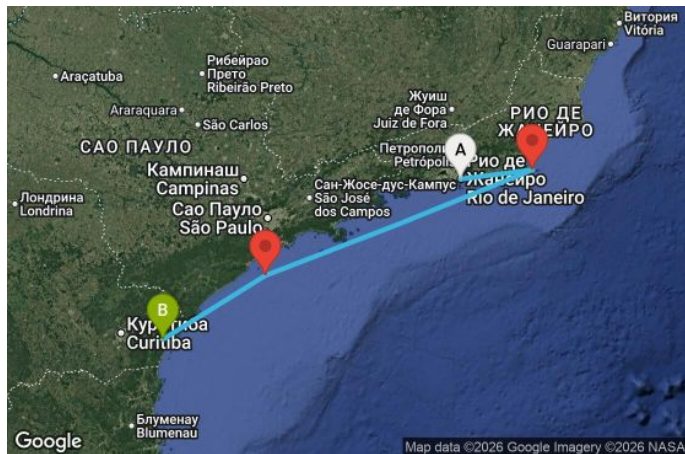 Витория
Vitória
Guarapari
Рибейрао
Прето
Ribeirão Preto
Araçatuba
Araraquara
São Carlos
Жуиш
де Фора
Juiz de Fora
РИО ДЕ
ЖАНЕЙРО
САО ПАУЛО
Петрополис
Petrópolis
A
Кампинаш
Campinas
Рио де
Жанейро
Rio de Janeiro
Сан-Жосе-дус-Кампус
São José
dos Campos
Лондрина
Londrina
Сао Пауло
São Paulo
B
Curitiba
Блуменау
Blumenau
Google
Map data ©2026 Google Imagery ©2026 NASA